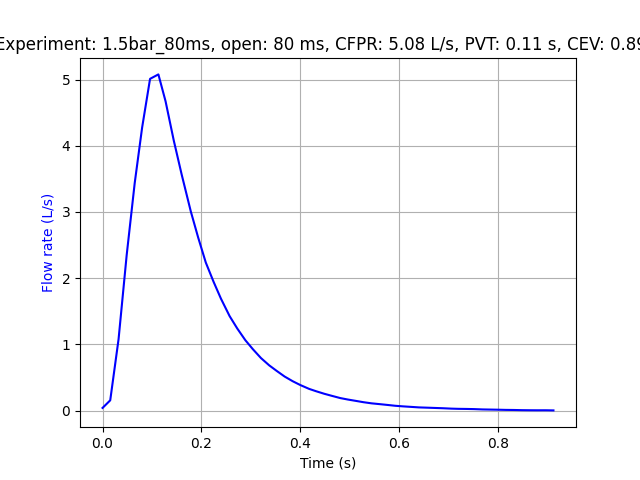 Experiment: 1.5bar_80ms, open: 80 ms, CFPR: 5.08 L/s, PVT: 0.11 s, CEV: 0.89
Flow rate (L/s)
5
4
3
2
1
0
0.0 0.2 0.4 0.6 0.8
Time (s)